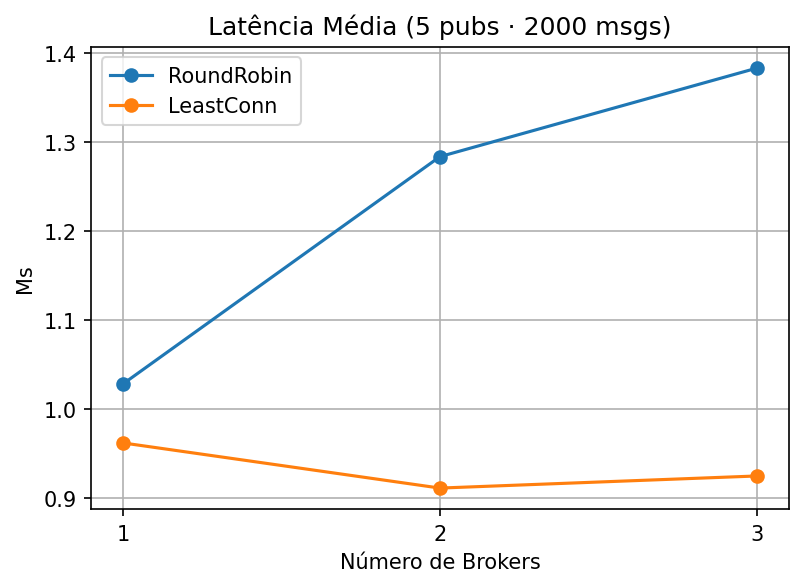 Latência Média (5 pubs · 2000 msgs)
RoundRobin
LeastConn
Ms
1.4
1.3
1.2
1.1
1.0
0.9
1 2 3
Número de Brokers